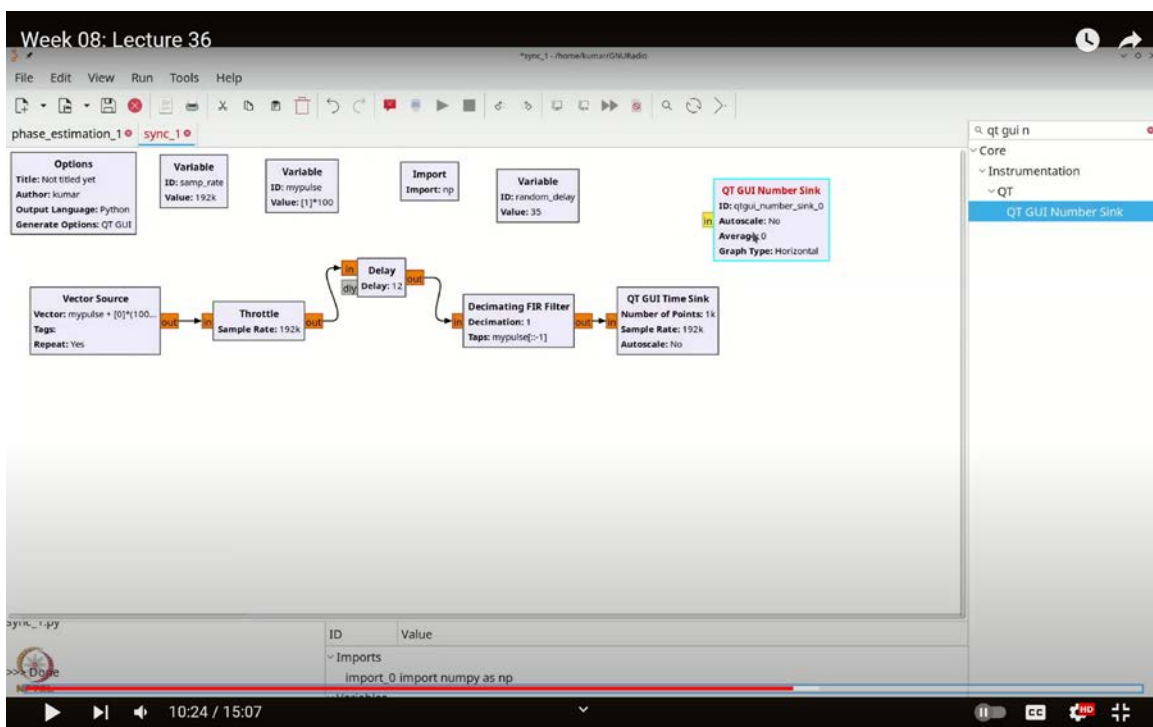 Week 08: Lecture 36
*sync_1 - /home/kumar/GNURadio
File Edit View Run Tools Help
phase_estimation_1 sync_1
qt gui n
Core
Instrumentation
QT
QT GUI Number Sink
Options
Title: Not titled yet
Author: kumar
Output Language: Python
Generate Options: QT GUI
Variable
ID: samp_rate
Value: 192k
Variable
ID: mypulse
Value: [1]*100
Import
Import: np
Variable
ID: random_delay
Value: 35
QT GUI Number Sink
ID: qtgui_number_sink_0
in
Autoscale: No
Average: 0
Graph Type: Horizontal
Vector Source
Vector: mypulse + [0]*(100...
Tags:
Repeat: Yes
out
in
Throttle
Sample Rate: 192k
out
in
dly
Delay
Delay: 12
out
in
Decimating FIR Filter
Decimation: 1
Taps: mypulse[::-1]
out
in
QT GUI Time Sink
Number of Points: 1k
Sample Rate: 192k
Autoscale: No
sync_1.py
>>> Done
NPTEL
ID Value
Imports
import_0 import numpy as np
Variables
10:24 / 15:07
CC
HD